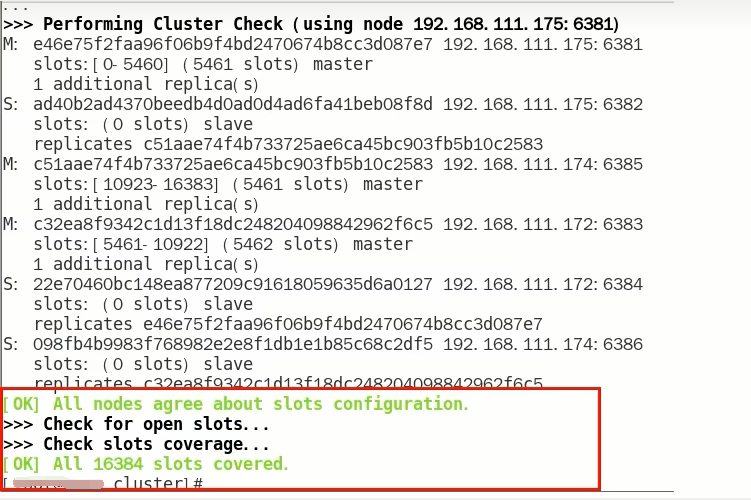 ...
>>> Performing Cluster Check (using node 192.168.111.175:6381)
M: e46e75f2faa96f06b9f4bd2470674b8cc3d087e7 192.168.111.175:6381
slots:[0-5460] (5461 slots) master
1 additional replica(s)
S: ad40b2ad4370beedb4d0ad0d4ad6fa41beb08f8d 192.168.111.175:6382
slots: (0 slots) slave
replicates c51aae74f4b733725ae6ca45bc903fb5b10c2583
M: c51aae74f4b733725ae6ca45bc903fb5b10c2583 192.168.111.174:6385
slots:[10923-16383] (5461 slots) master
1 additional replica(s)
M: c32ea8f9342c1d13f18dc248204098842962f6c5 192.168.111.172:6383
slots:[5461-10922] (5462 slots) master
1 additional replica(s)
S: 22e70460bc148ea877209c91618059635d6a0127 192.168.111.172:6384
slots: (0 slots) slave
replicates e46e75f2faa96f06b9f4bd2470674b8cc3d087e7
S: 098fb4b9983f768982e2e8f1db1e1b85c68c2df5 192.168.111.174:6386
slots: (0 slots) slave
replicates c32ea8f9342c1d13f18dc248204098842962f6c5
[OK] All nodes agree about slots configuration.
>>> Check for open slots...
>>> Check slots coverage...
[OK] All 16384 slots covered.
[ cluster]#